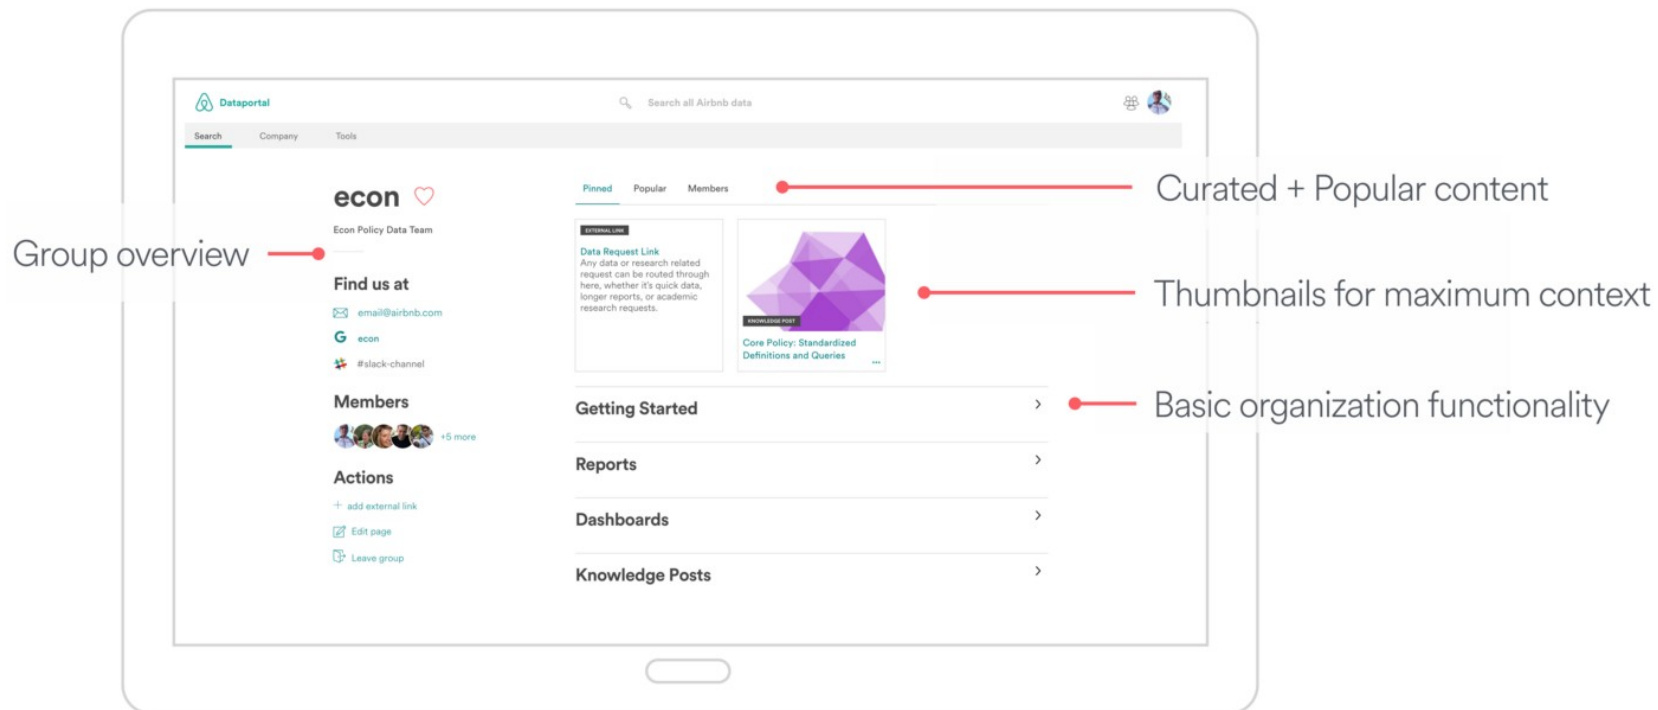 Dataportal
Search all Airbnb data
Search Company Tools
Group overview
econ
Econ Policy Data Team
Find us at
email@airbnb.com
econ
#slack-channel
Members
+5 more
Actions
+ add external link
Edit page
Leave group
Pinned Popular Members
EXTERNAL LINK
Data Request Link
Any data or research related
request can be routed through
here, whether it's quick data,
longer reports, or academic
research requests.
KNOWLEDGE POST
Core Policy: Standardized
Definitions and Queries
...
Getting Started
Reports
Dashboards
Knowledge Posts
Curated + Popular content
Thumbnails for maximum context
Basic organization functionality